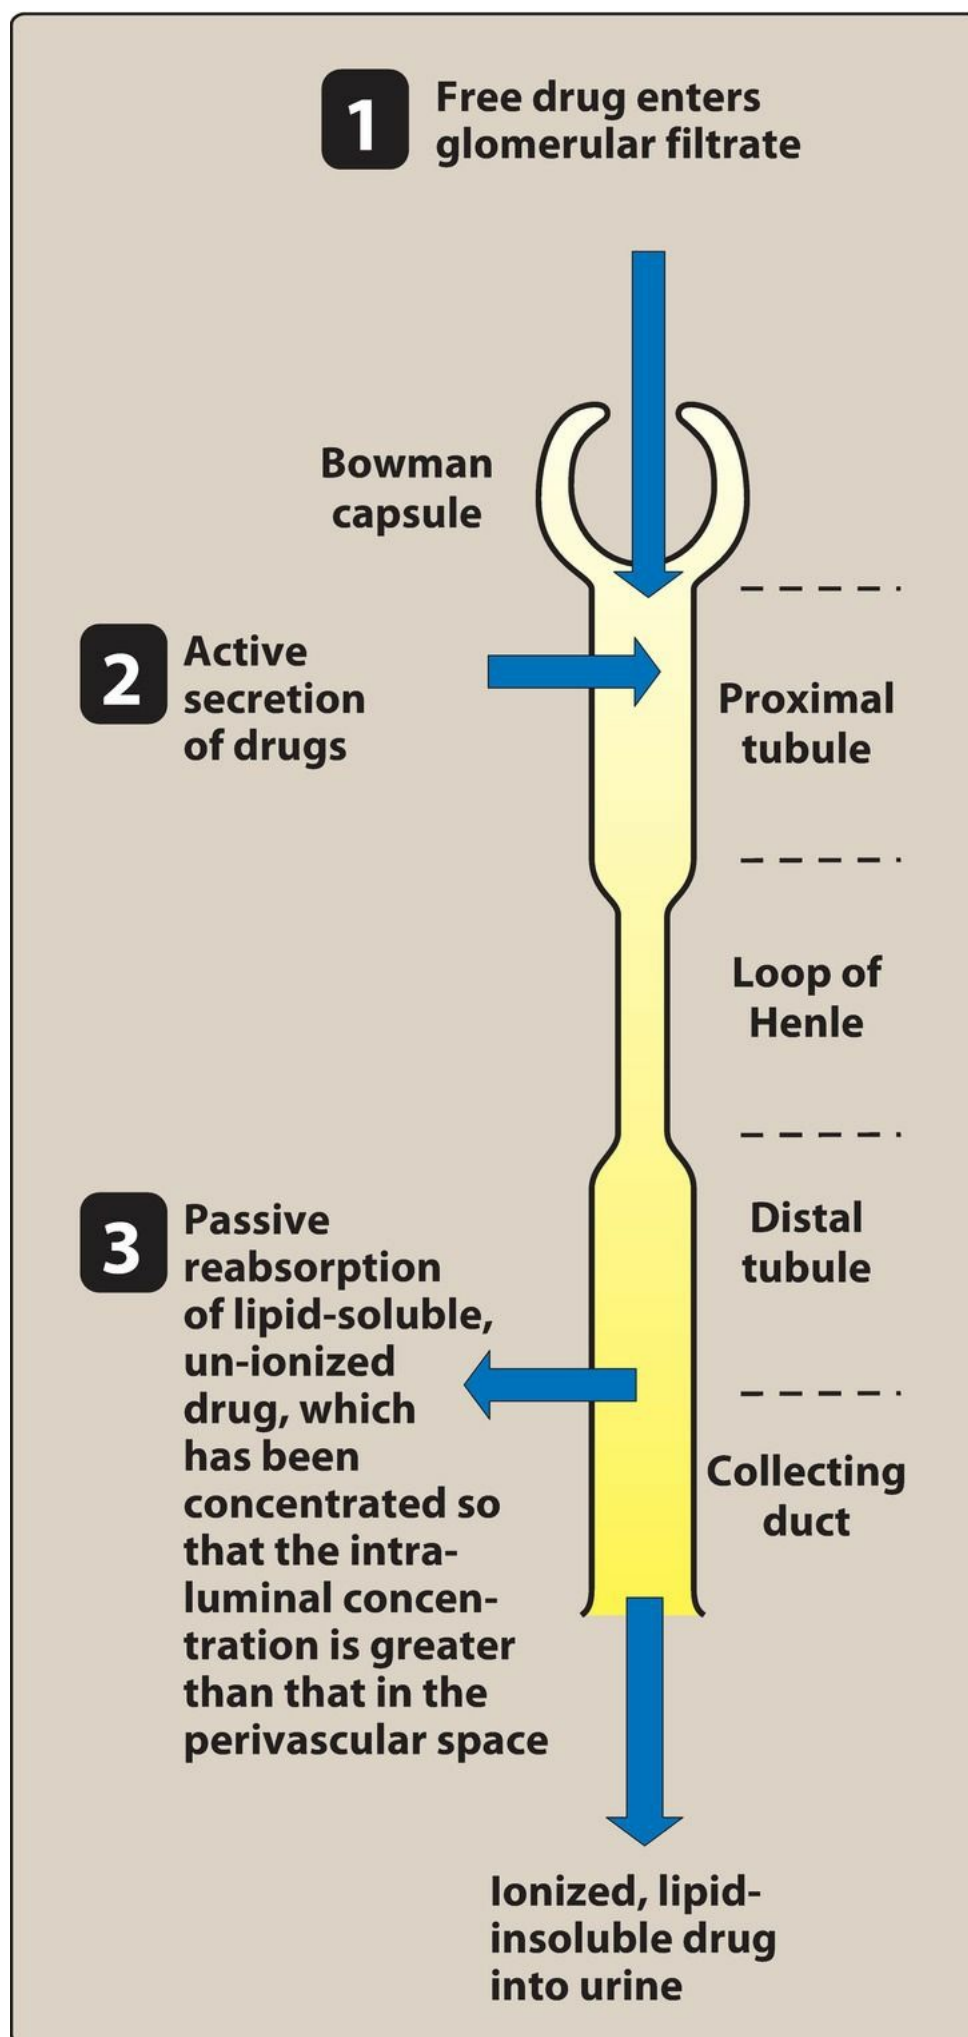 1
Free drug enters
glomerular filtrate
Bowman
capsule
2
Active
secretion
of drugs
Proximal
tubule
Loop of
Henle
Distal
tubule
3
Passive
reabsorption
of lipid-soluble,
un-ionized
drug, which
has been
concentrated so
that the intra-
luminal concen-
tration is greater
than that in the
perivascular space
Collecting
duct
Ionized, lipid-
insoluble drug
into urine